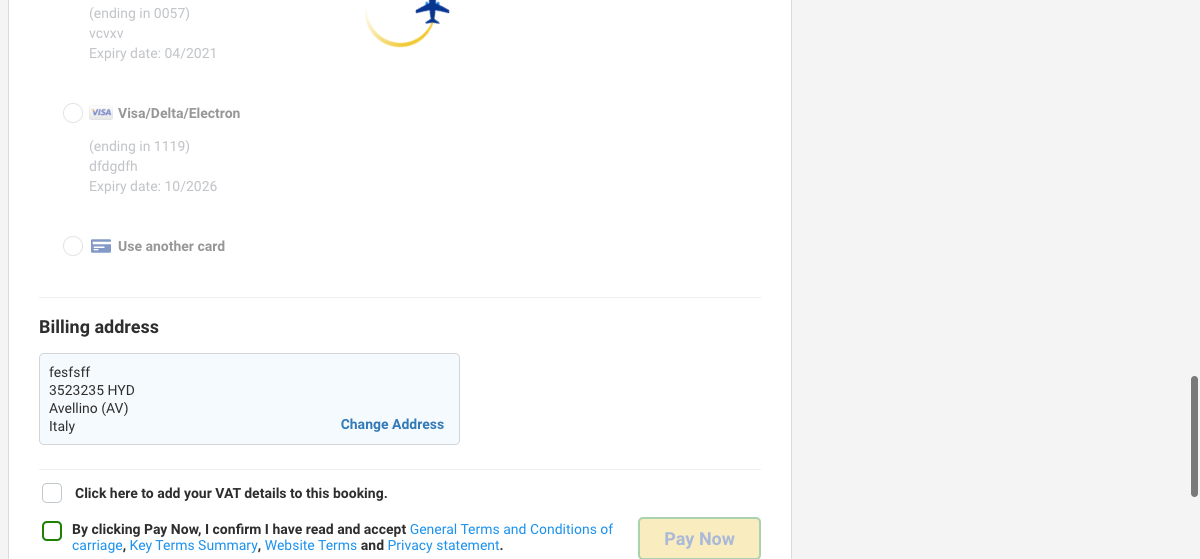 (ending in 0057)
vcvxv
Expiry date: 04/2021
VISA Visa/Delta/Electron
(ending in 1119)
dfdgdfh
Expiry date: 10/2026
Use another card
Billing address
fesfsff
3523235 HYD
Avellino (AV)
Italy
Change Address
Click here to add your VAT details to this booking.
By clicking Pay Now, I confirm I have read and accept General Terms and Conditions of
carriage, Key Terms Summary, Website Terms and Privacy statement.
Pay Now